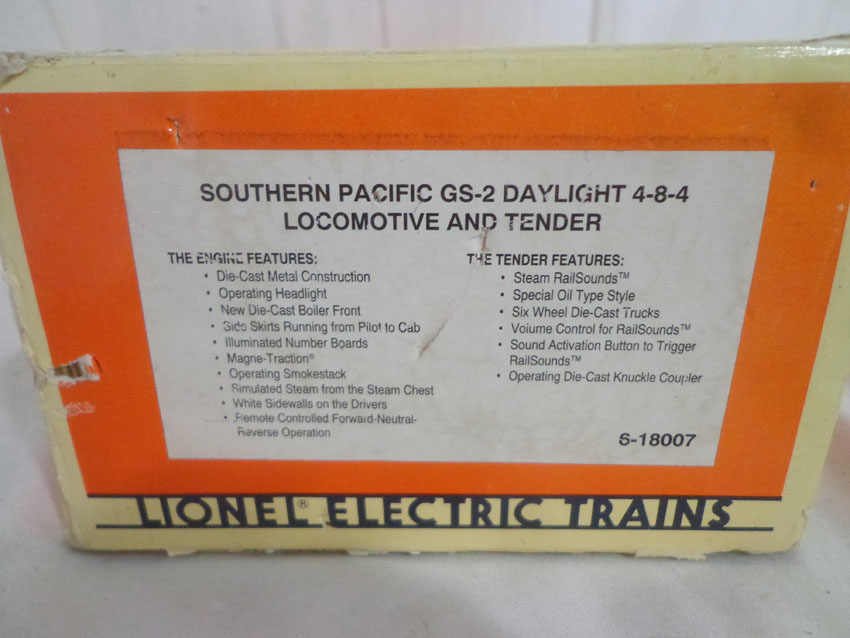 SOUTHERN PACIFIC GS-2 DAYLIGHT 4-8-4
LOCOMOTIVE AND TENDER
THE ENGINE FEATURES:
• Die-Cast Metal Construction
• Operating Headlight
• New Die-Cast Boiler Front
• Side Skirts Running from Pilot to Cab
• Illuminated Number Boards
• Magne-Traction®
• Operating Smokestack
• Simulated Steam from the Steam Chest
• White Sidewalls on the Drivers
• Remote Controlled Forward-Neutral-
Reverse Operation
THE TENDER FEATURES:
• Steam RailSounds™
• Special Oil Type Style
• Six Wheel Die-Cast Trucks
• Volume Control for RailSounds™
• Sound Activation Button to Trigger
RailSounds™
• Operating Die-Cast Knuckle Coupler
6-18007
LIONEL® ELECTRIC TRAINS